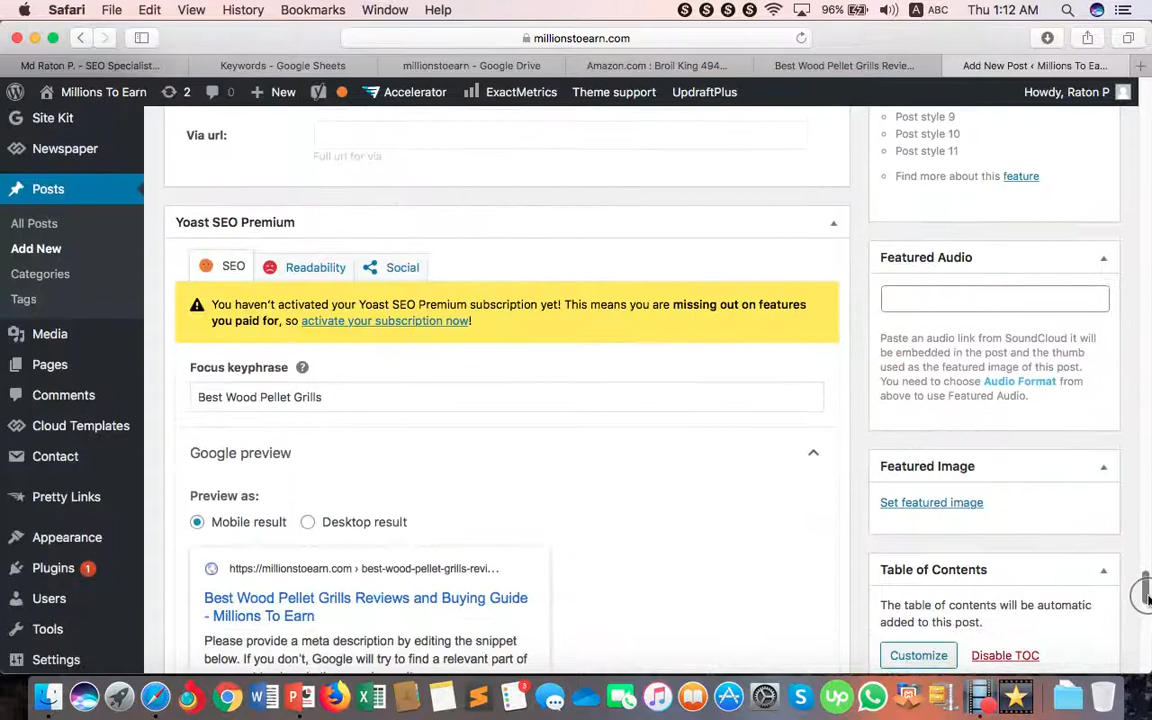 Safari File Edit View History Bookmarks Window Help 96% A ABC Thu 1:12 AM
millionstoearn.com
Md Raton P. - SEO Specialist... Keywords - Google Sheets millionstoearn - Google Drive Amazon.com : Broil King 494... Best Wood Pellet Grills Revie... Add New Post ‹ Millions To Ea...
Millions To Earn 2 0 New Accelerator ExactMetrics Theme support UpdraftPlus Howdy, Raton P
Site Kit
Newspaper
Posts
All Posts
Add New
Categories
Tags
Media
Pages
Comments
Cloud Templates
Contact
Pretty Links
Appearance
Plugins 1
Users
Tools
Settings
Via url:
Full url for via
Yoast SEO Premium
SEO Readability Social
You haven't activated your Yoast SEO Premium subscription yet! This means you are missing out on features
you paid for, so activate your subscription now!
Focus keyphrase
Best Wood Pellet Grills
Google preview
Preview as:
Mobile result Desktop result
https://millionstoearn.com › best-wood-pellet-grills-revi...
Best Wood Pellet Grills Reviews and Buying Guide
- Millions To Earn
Please provide a meta description by editing the snippet
below. If you don't, Google will try to find a relevant part of
Post style 9
Post style 10
Post style 11
Find more about this feature
Featured Audio
Paste an audio link from SoundCloud it will
be embedded in the post and the thumb
used as the featured image of this post.
You need to choose Audio Format from
above to use Featured Audio.
Featured Image
Set featured image
Table of Contents
The table of contents will be automatic
added to this post.
Customize Disable TOC
3